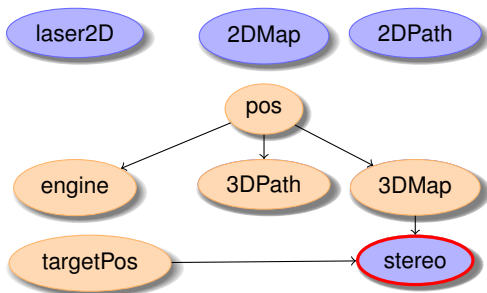 laser2D 2DMap 2DPath
pos
engine 3DPath 3DMap
targetPos stereo